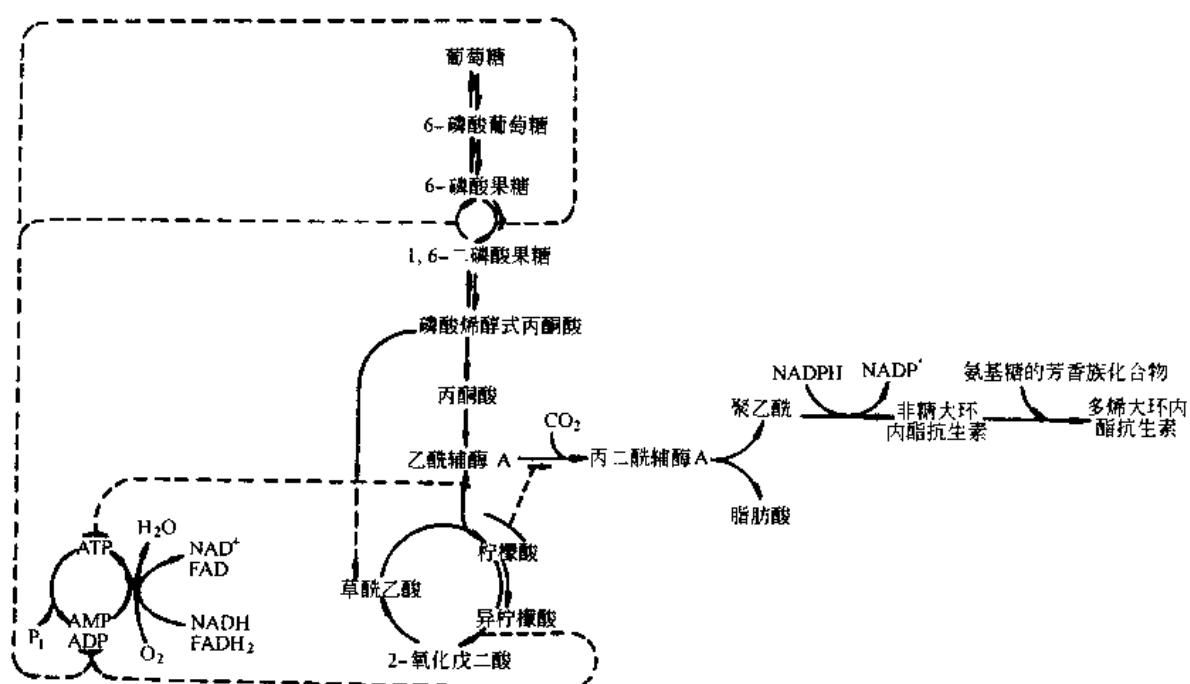 葡萄糖
6-磷酸葡萄糖
6-磷酸果糖
1,6-二磷酸果糖
磷酸烯醇式丙酮酸
丙酮酸
乙酰辅酶 A
CO₂
丙二酰辅酶A
聚乙酰
脂肪酸
NADPH
NADP⁺
非糖大环
内酯抗生素
氨基糖的芳香族化合物
多烯大环内
酯抗生素
ATP
H₂O
NAD⁺
FAD
AMP
ADP
Pi
O₂
NADH
FADH₂
草酰乙酸
柠檬酸
异柠檬酸
2-氧化戊二酸